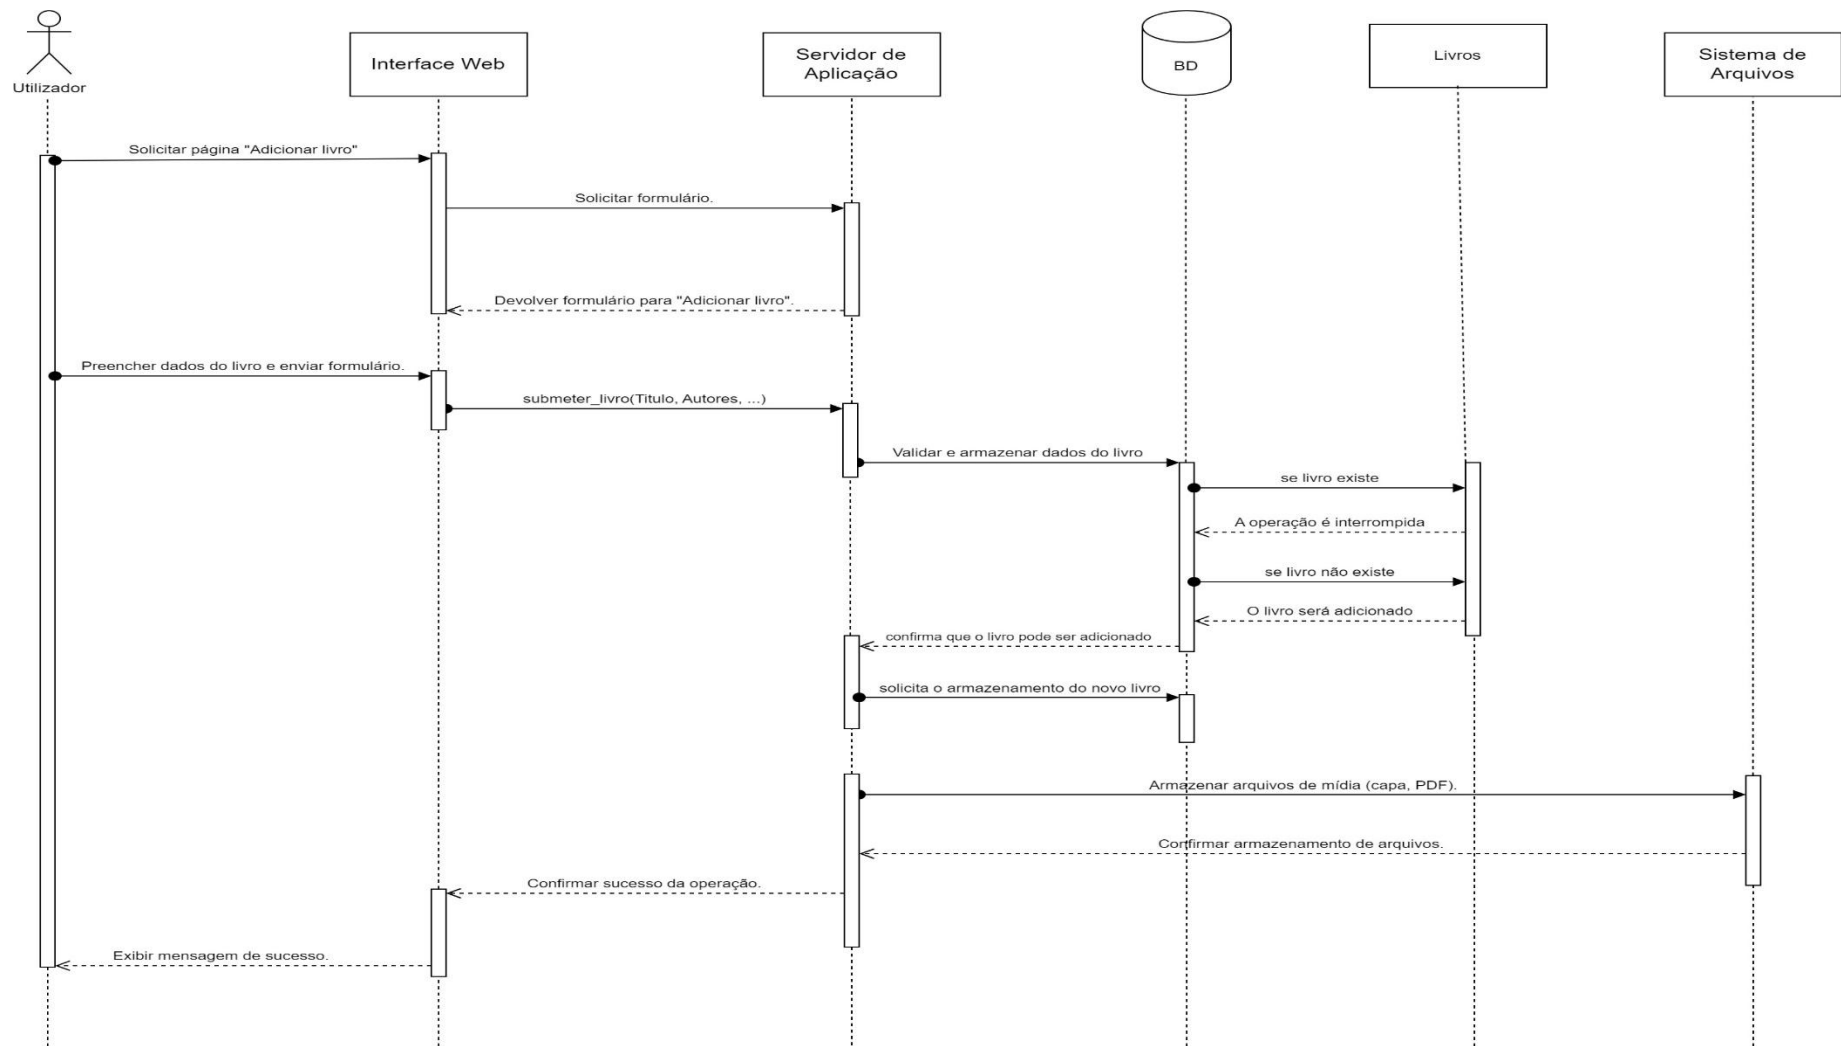 Utilizador
Interface Web
Servidor de
Aplicação
BD
Livros
Sistema de
Arquivos
Solicitar página "Adicionar livro"
Solicitar formulário.
Devolver formulário para "Adicionar livro".
Preencher dados do livro e enviar formulário.
submeter_livro(Titulo, Autores, ...)
Validar e armazenar dados do livro
se livro existe
A operação é interrompida
se livro não existe
O livro será adicionado
confirma que o livro pode ser adicionado
solicita o armazenamento do novo livro
Armazenar arquivos de mídia (capa, PDF).
Confirmar armazenamento de arquivos.
Confirmar sucesso da operação.
Exibir mensagem de sucesso.